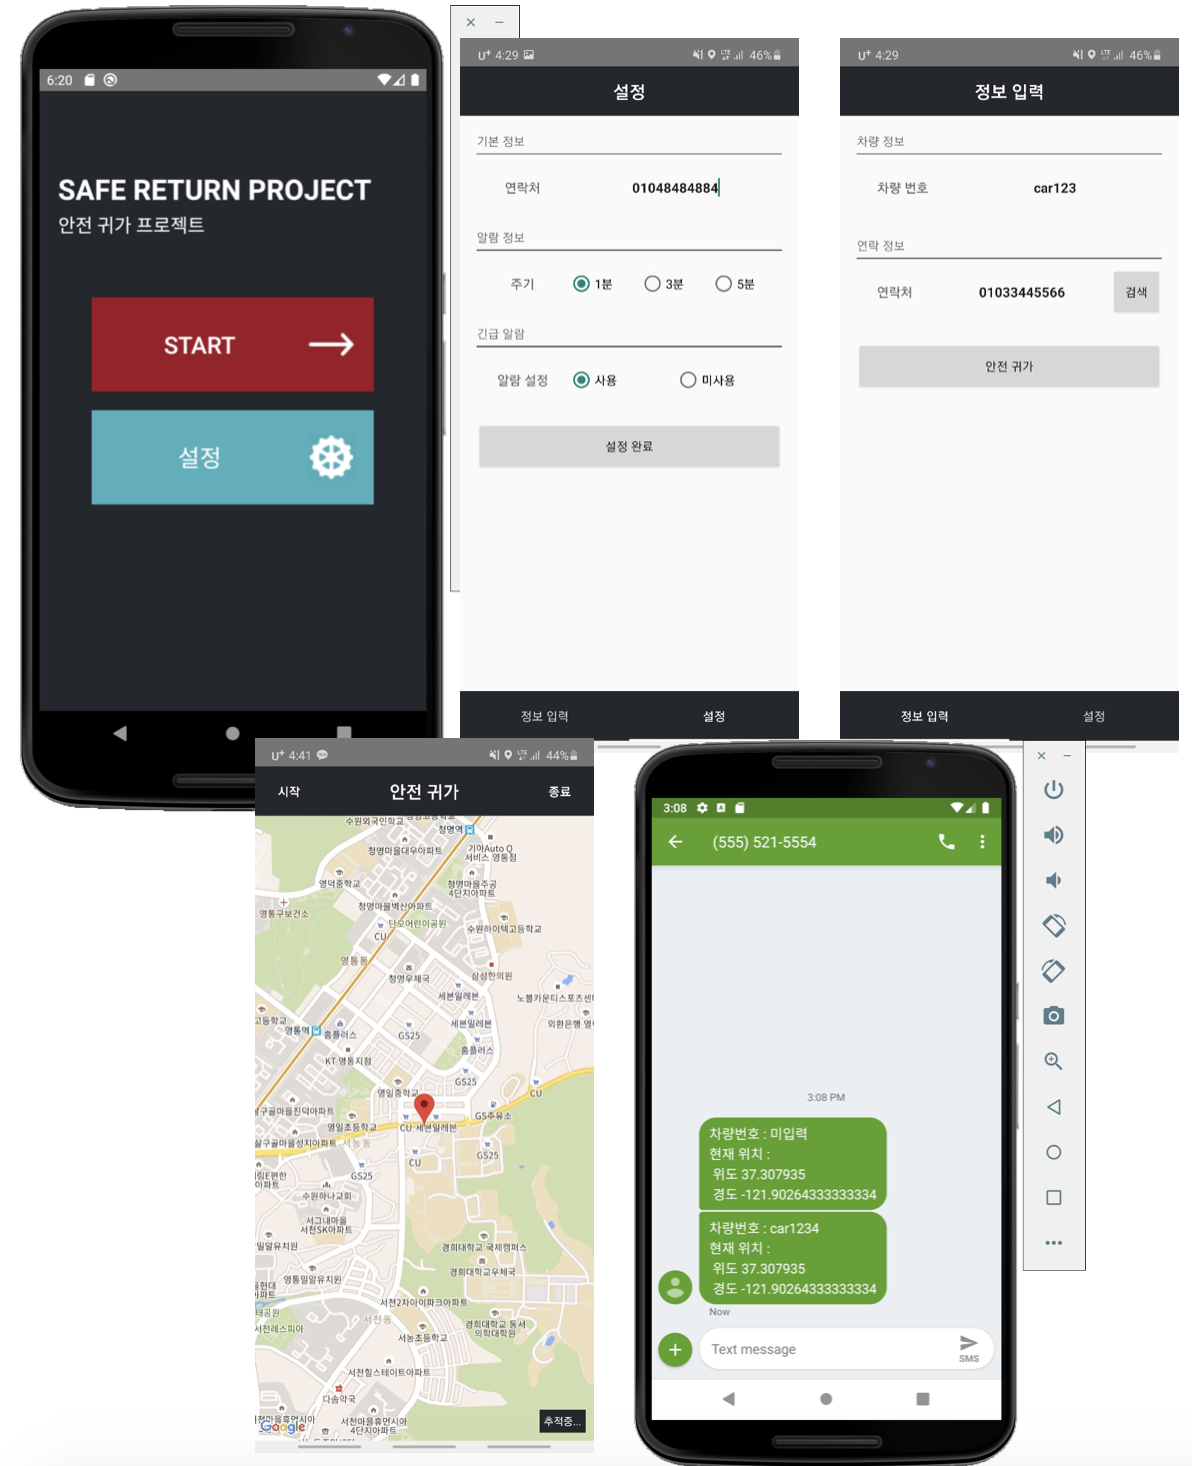 6:20
SAFE RETURN PROJECT
안전 귀가 프로젝트
START
설정
U+ 4:29
46%
설정
기본 정보
연락처 01048484884
알람 정보
주기 1분 3분 5분
긴급 알람
알람 설정 사용 미사용
설정 완료
정보 입력 설정
U+ 4:29
46%
정보 입력
차량 정보
차량 번호 car123
연락 정보
연락처 01033445566 검색
안전 귀가
정보 입력 설정
U+ 4:41
44%
시작 안전 귀가 종료
수원외국인학교
청명역
청명마을대우아파트
기아Auto Q
서비스 영통점
영덕중학교
청명마을주공
4단지아파트
청명마을벽산아파트
영통구보건소
단오어린이공원
CU
수원하이텍고등학교
영통동
청명우체국
삼성한의원
세븐일레븐
노블카운티스포츠센
고등학교
영통역
홈플러스
GS25
세븐일레븐
외환은행 영
KT 영통지점
홈플러스
GS25
영일중학교
CU
살구골마을진덕아파트
GS주유소
영일초등학교
CU 세븐일레븐
살구골마을성지아파트
서농동
CU
GS25
GS25
리E편한
아파트
수원하나교회
서그내마을
서천SK아파트
밀알유치원
경희대학교 국제캠퍼스
영통밀알유치원
경희대학교우체국
을현대
아파트
서천2차아이파크아파트
태공원
서천레스피아
서천동
경희대학교 동서
의학대학원
서농초등학교
서천힐스테이트아파트
다솜약국
서천마을휴먼시아
4단지아파트
Google
추적중...
3:08
(555) 521-5554
3:08 PM
차량번호 : 미입력
현재 위치 :
위도 37.307935
경도 -121.90264333333334
차량번호 : car1234
현재 위치 :
위도 37.307935
경도 -121.90264333333334
Now
Text message
SMS